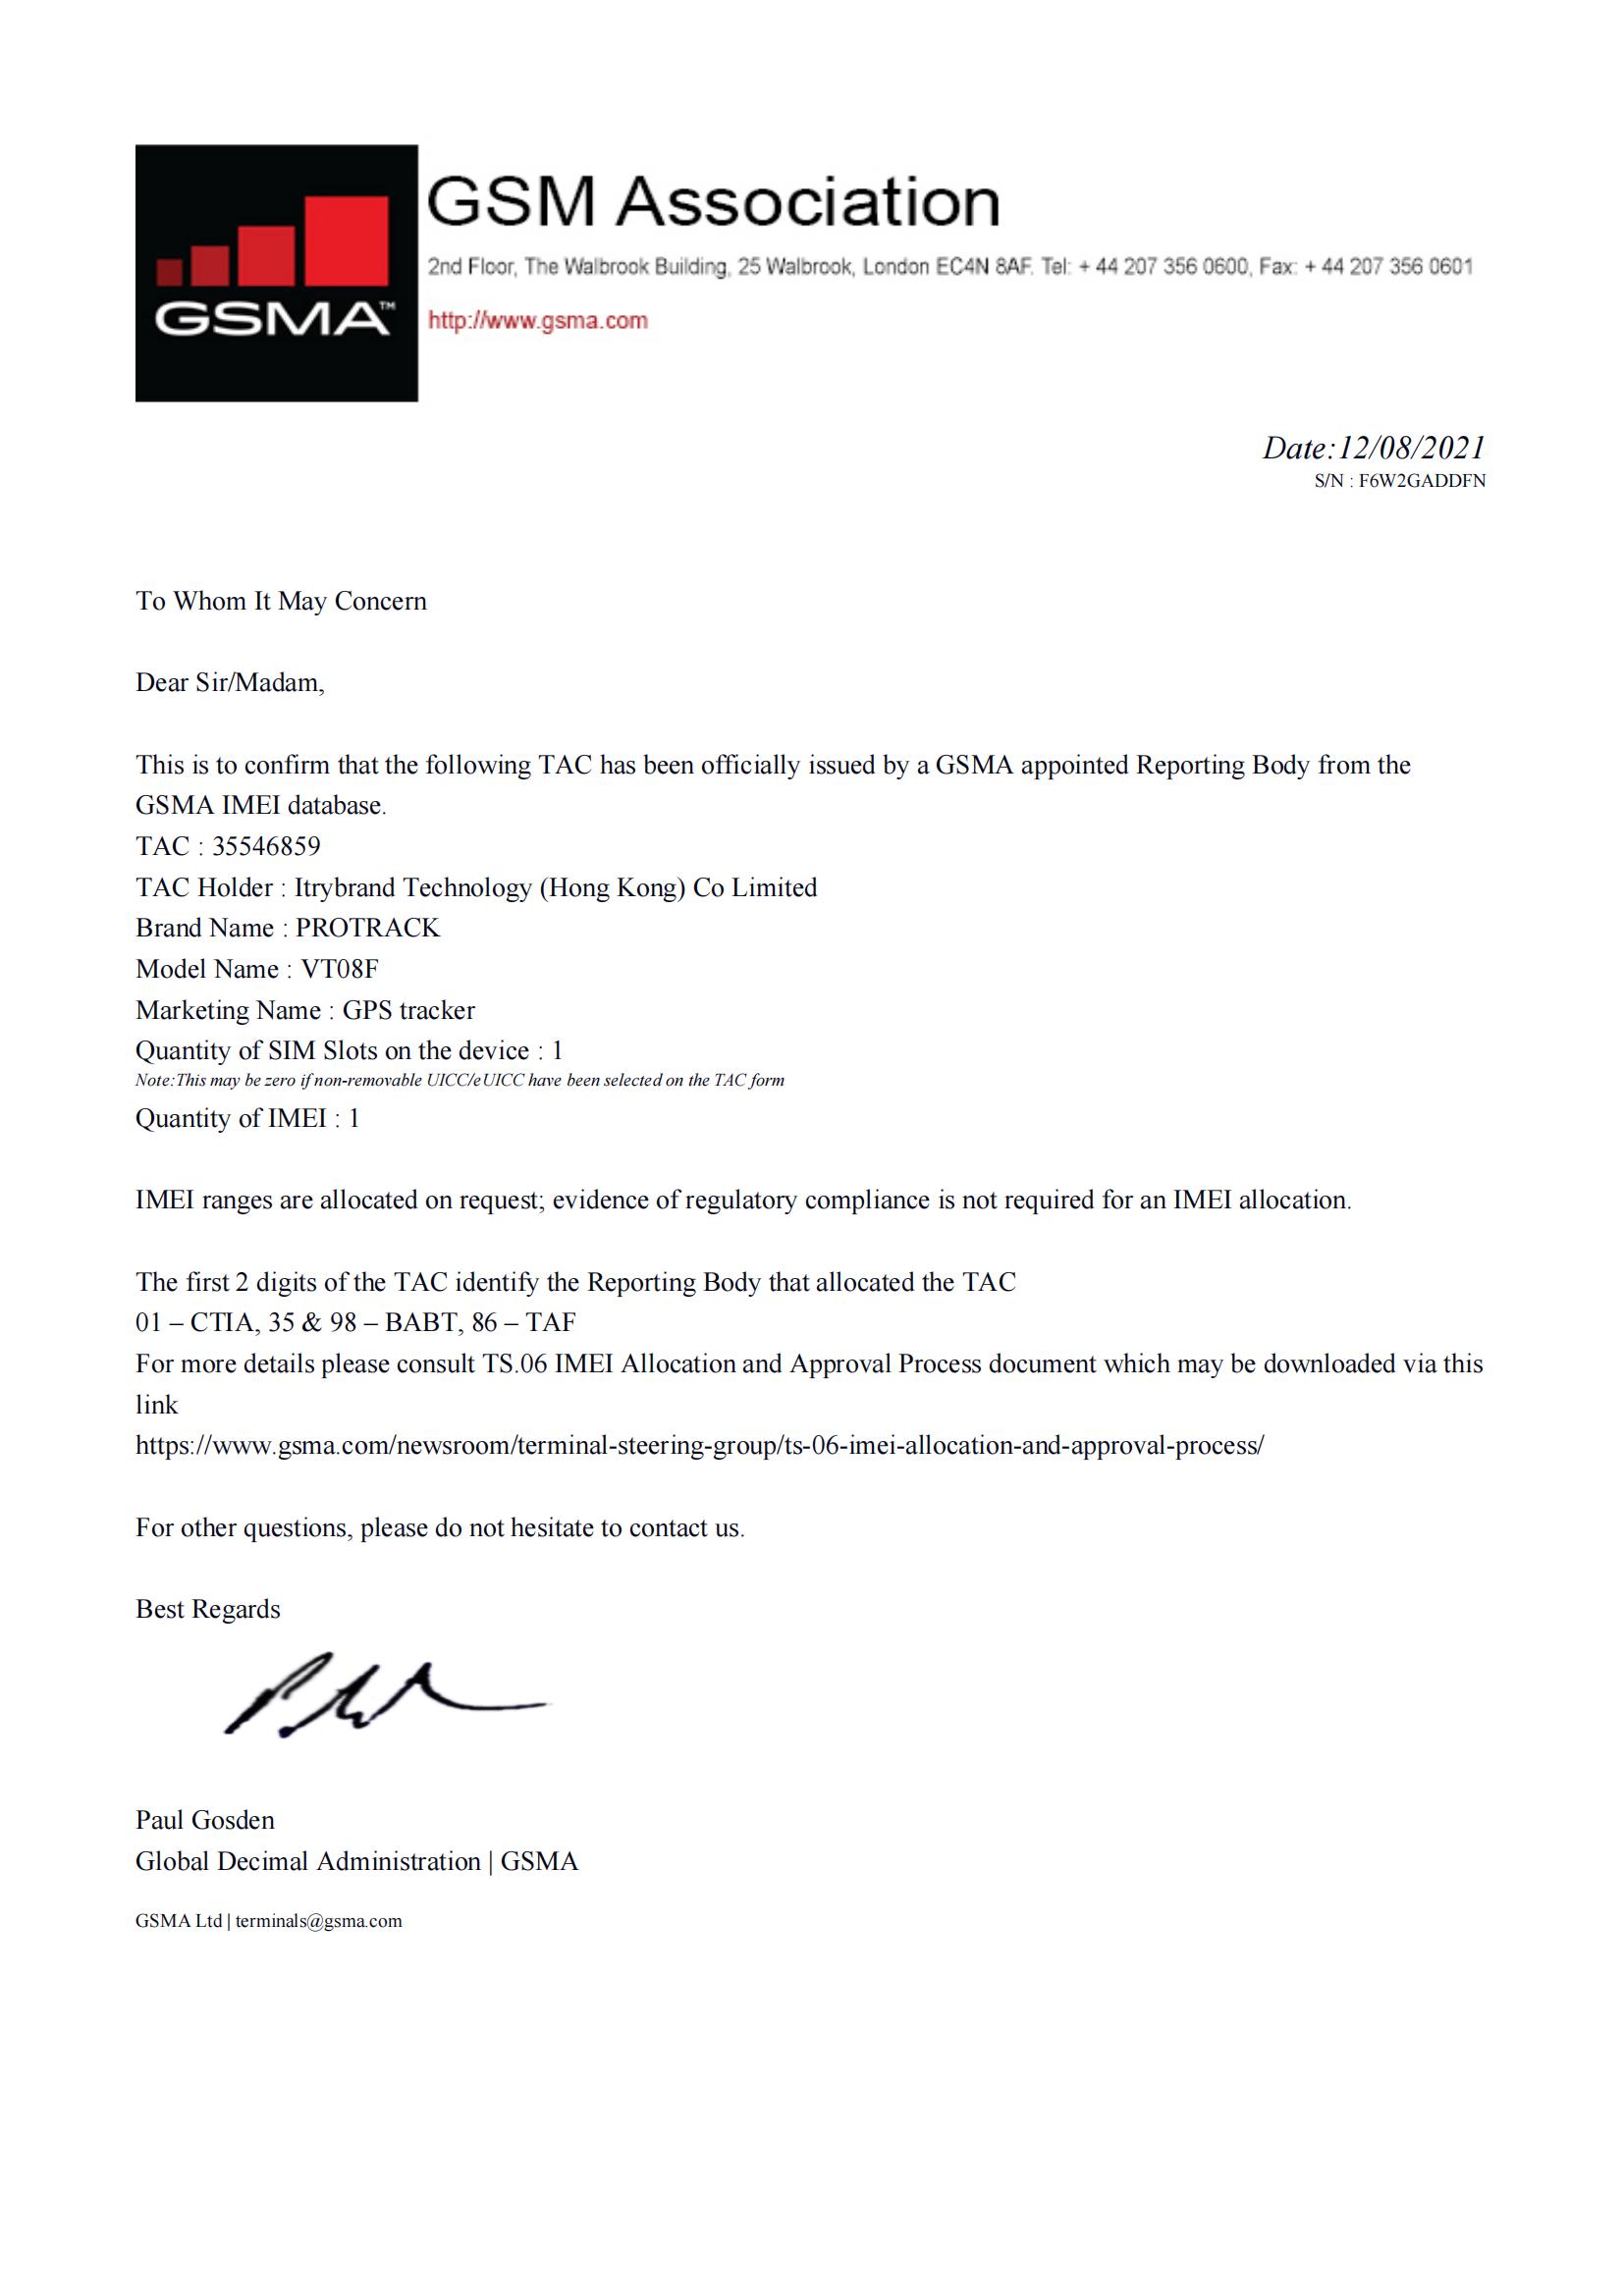 GSMA™
GSM Association
2nd Floor, The Walbrook Building, 25 Walbrook, London EC4N 8AF. Tel: + 44 207 356 0600, Fax: + 44 207 356 0601
http://www.gsma.com
Date:12/08/2021
S/N : F6W2GADDFN
To Whom It May Concern
Dear Sir/Madam,
This is to confirm that the following TAC has been officially issued by a GSMA appointed Reporting Body from the
GSMA IMEI database.
TAC : 35546859
TAC Holder : Itrybrand Technology (Hong Kong) Co Limited
Brand Name : PROTRACK
Model Name : VT08F
Marketing Name : GPS tracker
Quantity of SIM Slots on the device : 1
Note:This may be zero if non-removable UICC/eUICC have been selected on the TAC form
Quantity of IMEI : 1
IMEI ranges are allocated on request; evidence of regulatory compliance is not required for an IMEI allocation.
The first 2 digits of the TAC identify the Reporting Body that allocated the TAC
01 – CTIA, 35 & 98 – BABT, 86 – TAF
For more details please consult TS.06 IMEI Allocation and Approval Process document which may be downloaded via this
link
https://www.gsma.com/newsroom/terminal-steering-group/ts-06-imei-allocation-and-approval-process/
For other questions, please do not hesitate to contact us.
Best Regards
Paul Gosden
Global Decimal Administration | GSMA
GSMA Ltd | terminals@gsma.com